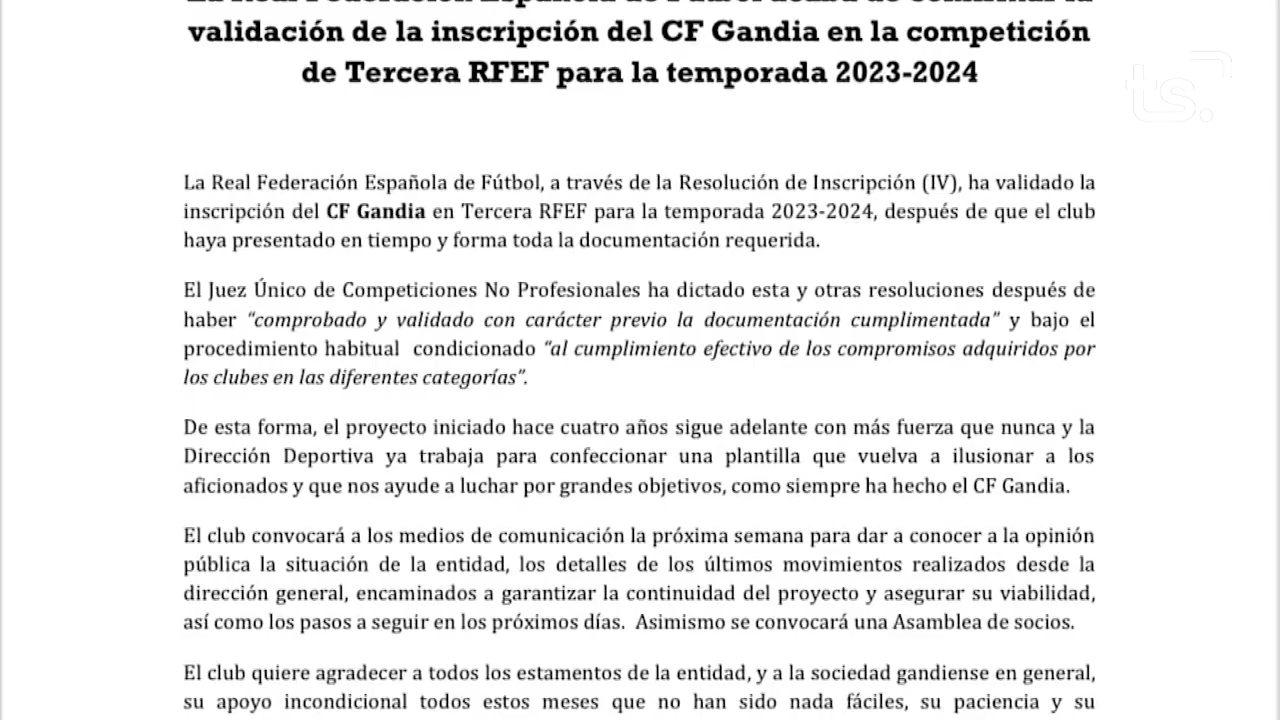 La Real Federación Española de Fútbol acaba de confirmar la
validación de la inscripción del CF Gandia en la competición
de Tercera RFEF para la temporada 2023-2024
ts.
La Real Federación Española de Fútbol, a través de la Resolución de Inscripción (IV), ha validado la
inscripción del CF Gandia en Tercera RFEF para la temporada 2023-2024, después de que el club
haya presentado en tiempo y forma toda la documentación requerida.
El Juez Único de Competiciones No Profesionales ha dictado esta y otras resoluciones después de
haber “comprobado y validado con carácter previo la documentación cumplimentada” y bajo el
procedimiento habitual condicionado “al cumplimiento efectivo de los compromisos adquiridos por
los clubes en las diferentes categorías”.
De esta forma, el proyecto iniciado hace cuatro años sigue adelante con más fuerza que nunca y la
Dirección Deportiva ya trabaja para confeccionar una plantilla que vuelva a ilusionar a los
aficionados y que nos ayude a luchar por grandes objetivos, como siempre ha hecho el CF Gandia.
El club convocará a los medios de comunicación la próxima semana para dar a conocer a la opinión
pública la situación de la entidad, los detalles de los últimos movimientos realizados desde la
dirección general, encaminados a garantizar la continuidad del proyecto y asegurar su viabilidad,
así como los pasos a seguir en los próximos días. Asimismo se convocará una Asamblea de socios.
El club quiere agradecer a todos los estamentos de la entidad, y a la sociedad gandiense en general,
su apoyo incondicional todos estos meses que no han sido nada fáciles, su paciencia y su